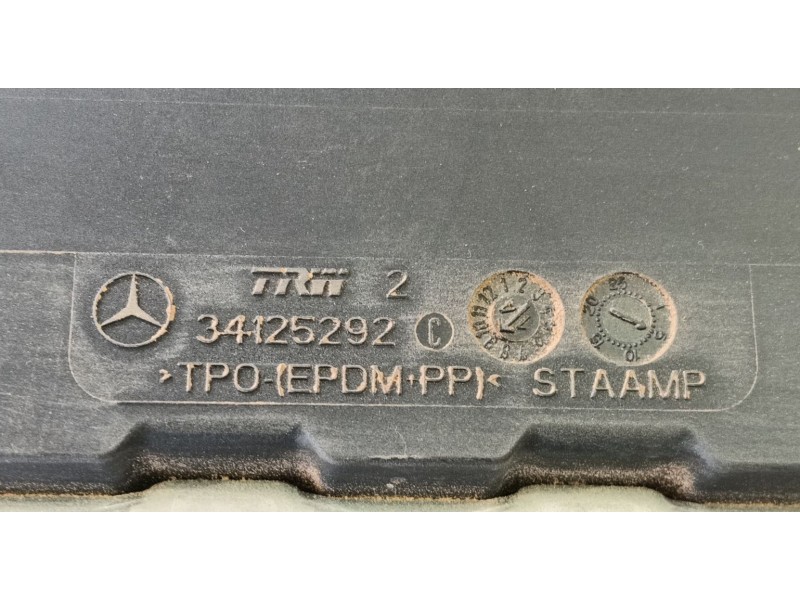 TRW 2
34125292 C
>TPO-(EPDM+PP)< STAAMP